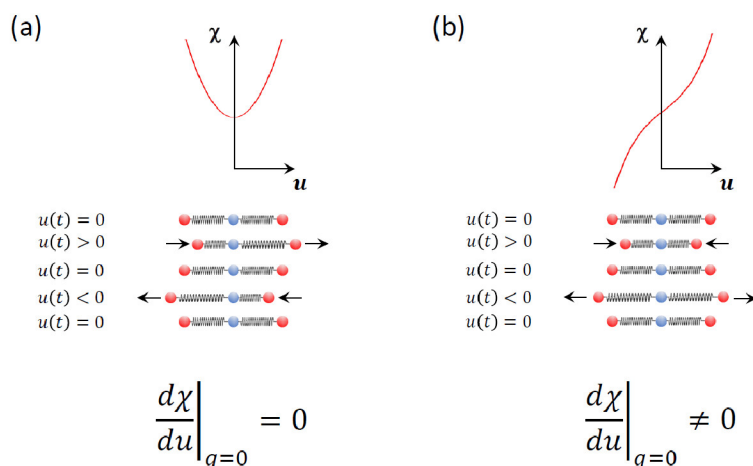 (a)
χ
u
u(t) = 0
u(t) > 0
u(t) = 0
u(t) < 0
u(t) = 0
dχ/du|q=0 = 0
(b)
χ
u
u(t) = 0
u(t) > 0
u(t) = 0
u(t) < 0
u(t) = 0
dχ/du|q=0 ≠ 0